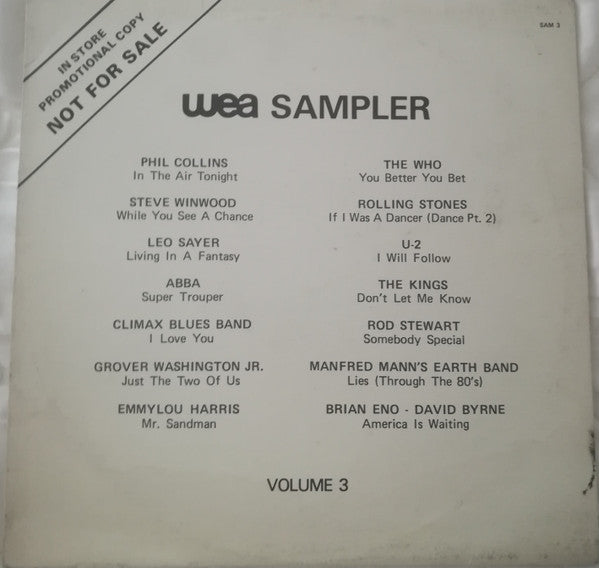 IN STORE
PROMOTIONAL COPY
NOT FOR SALE
SAM 3
wea SAMPLER
PHIL COLLINS
In The Air Tonight
STEVE WINWOOD
While You See A Chance
LEO SAYER
Living In A Fantasy
ABBA
Super Trouper
CLIMAX BLUES BAND
I Love You
GROVER WASHINGTON JR.
Just The Two Of Us
EMMYLOU HARRIS
Mr. Sandman
THE WHO
You Better You Bet
ROLLING STONES
If I Was A Dancer (Dance Pt. 2)
U-2
I Will Follow
THE KINGS
Don't Let Me Know
ROD STEWART
Somebody Special
MANFRED MANN'S EARTH BAND
Lies (Through The 80's)
BRIAN ENO - DAVID BYRNE
America Is Waiting
VOLUME 3